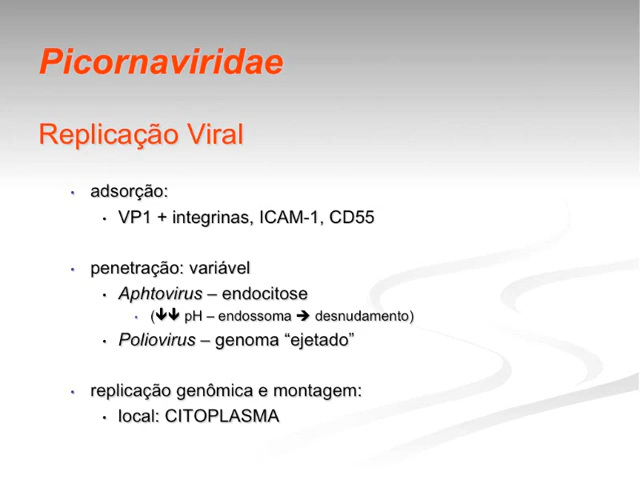 Picornaviridae
Replicação Viral
• adsorção:
• VP1 + integrinas, ICAM-1, CD55
• penetração: variável
• Aphtovirus – endocitose
• (🡻🡻 pH – endossoma 🡺 desnudamento)
• Poliovirus – genoma “ejetado”
• replicação genômica e montagem:
• local: CITOPLASMA